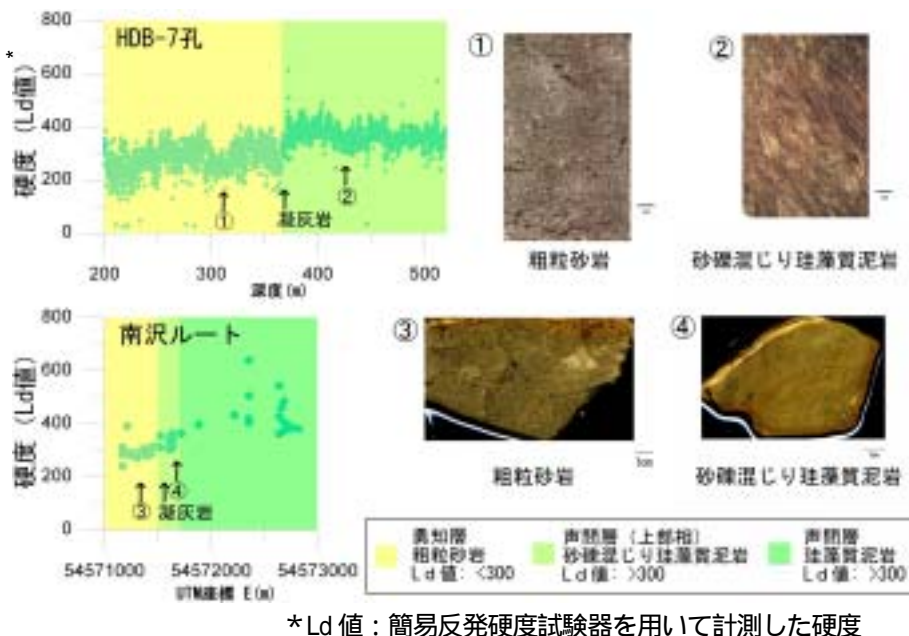 HDB-7孔
800
600
400
200
0
硬度 (Ld値)*
200 300 400 500
深度(m)
①
②
凝灰岩
①
粗粒砂岩
②
砂礫混じり珪藻質泥岩
南沢ルート
800
600
400
200
0
硬度 (Ld値)
③ ④
凝灰岩
54571000 54572000 54573000
UTM座標 E(m)
③
粗粒砂岩
④
砂礫混じり珪藻質泥岩
勇知層
粗粒砂岩
Ld値: <300
声問層(上部相)
砂礫混じり珪藻質泥岩
Ld値: >300
声問層
珪藻質泥岩
Ld値: >300
*Ld 値:簡易反発硬度試験器を用いて計測した硬度